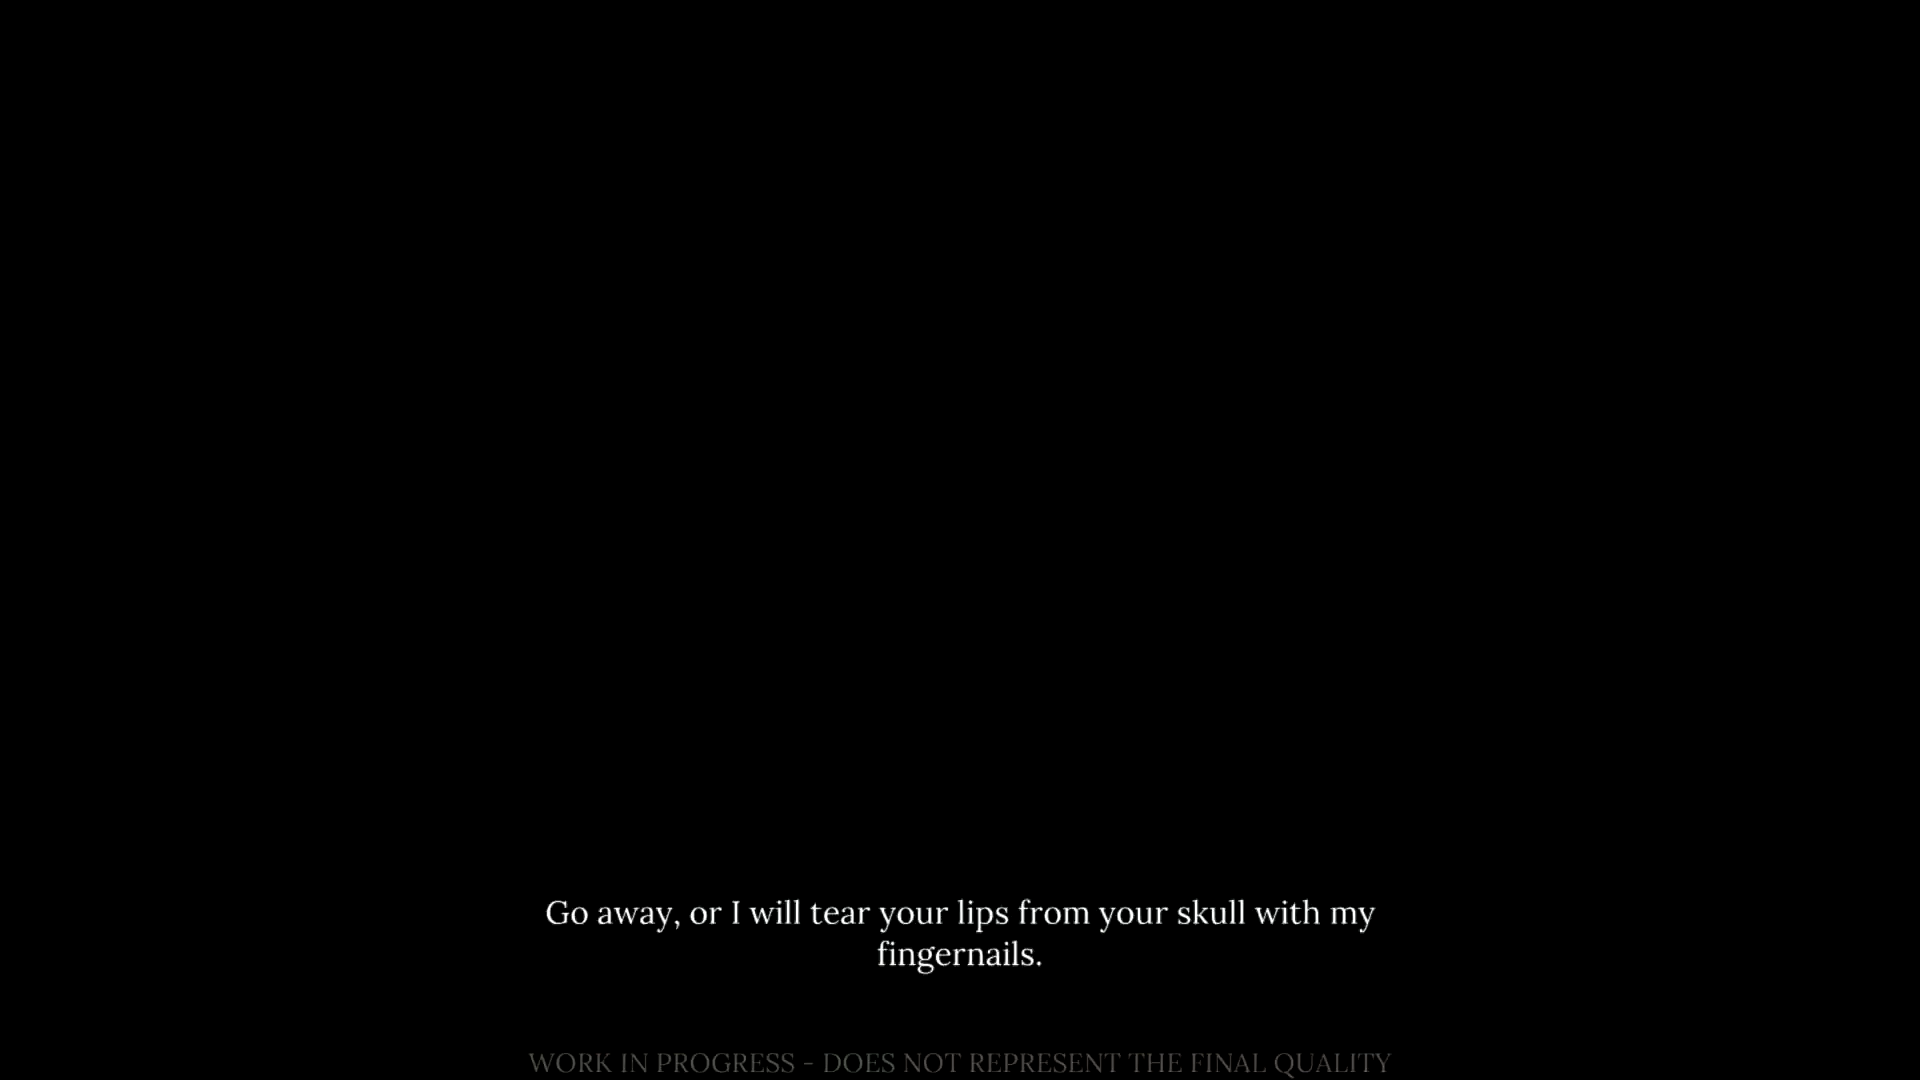 Go away, or I will tear your lips from your skull with my
fingernails.
WORK IN PROGRESS - DOES NOT REPRESENT THE FINAL QUALITY